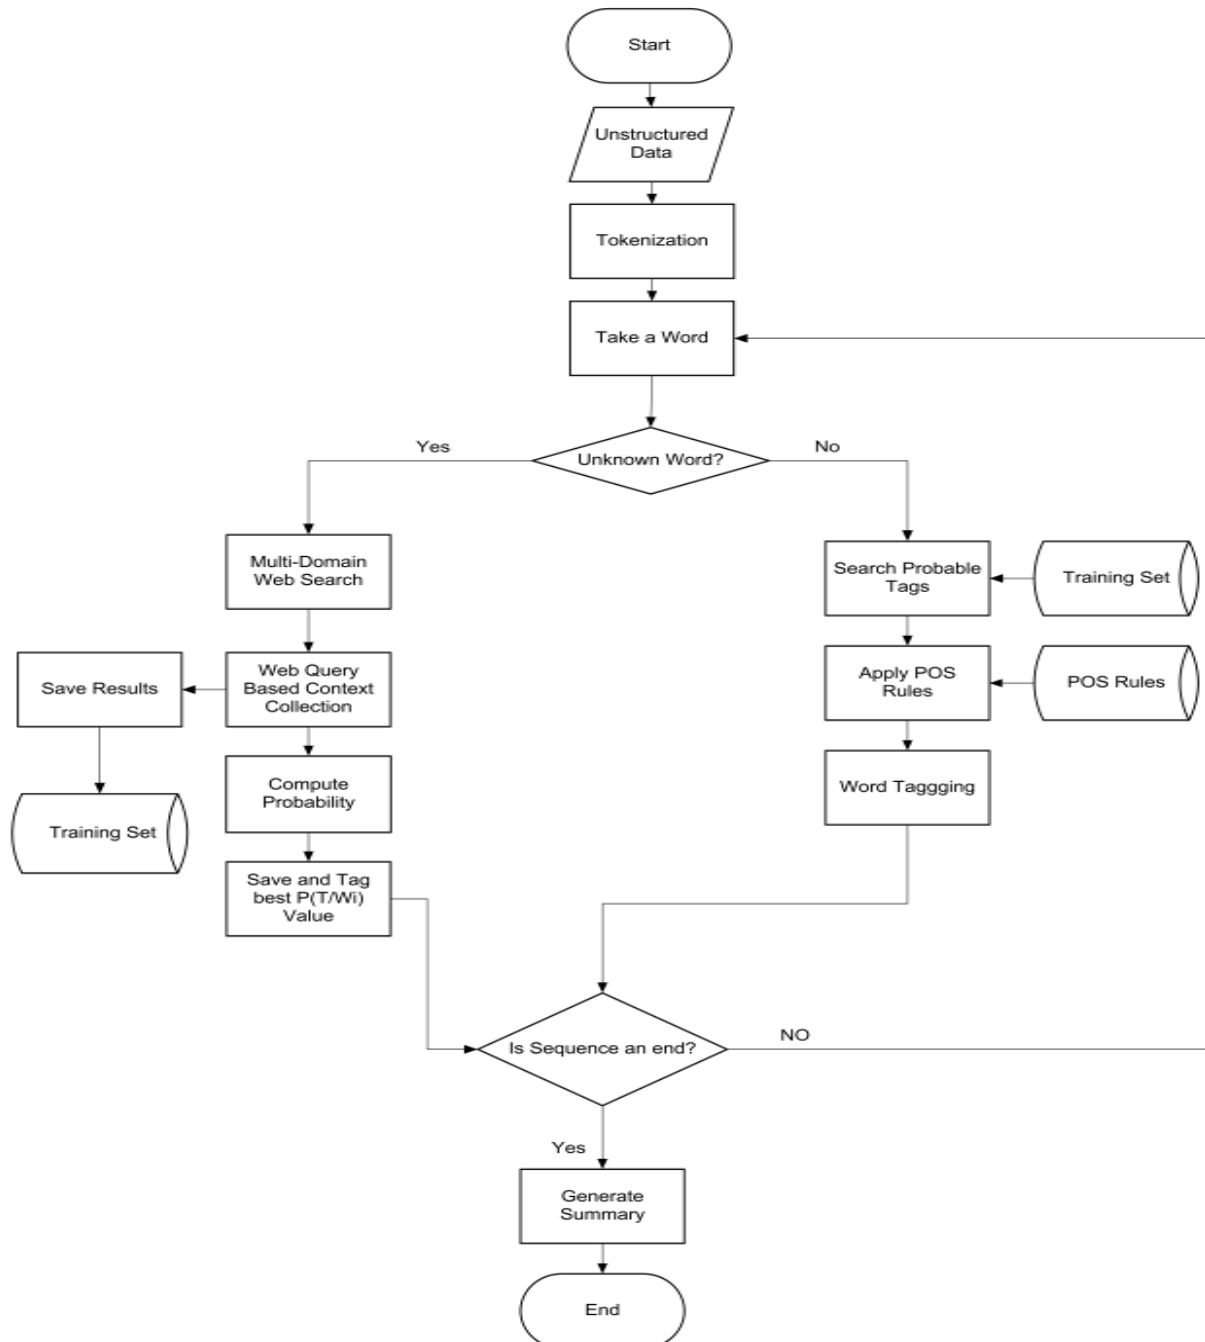 Start
Unstructured
Data
Tokenization
Take a Word
Yes
Unknown Word?
No
Multi-Domain
Web Search
Search Probable
Tags
Training Set
Save Results
Web Query
Based Context
Collection
Apply POS
Rules
POS Rules
Compute
Probability
Word Taggging
Training Set
Save and Tag
best P(T/Wi)
Value
Is Sequence an end?
NO
Yes
Generate
Summary
End